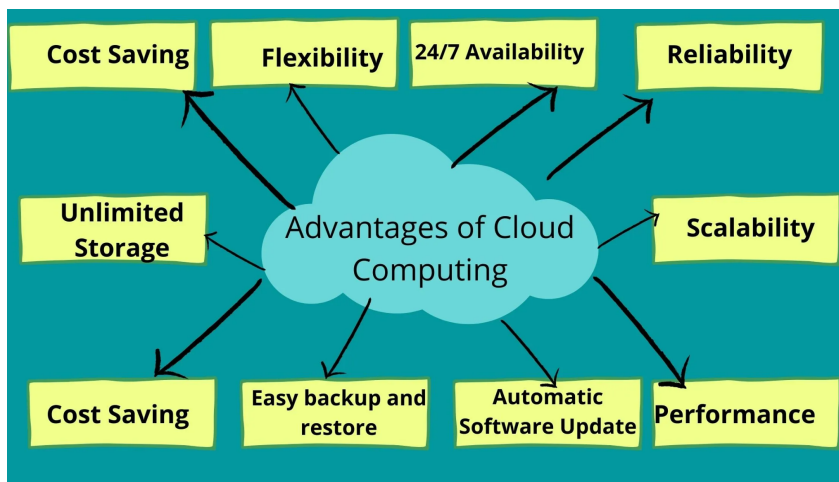 Cost Saving
Flexibility
24/7 Availability
Reliability
Unlimited
Storage
Advantages of Cloud
Computing
Scalability
Cost Saving
Easy backup and
restore
Automatic
Software Update
Performance